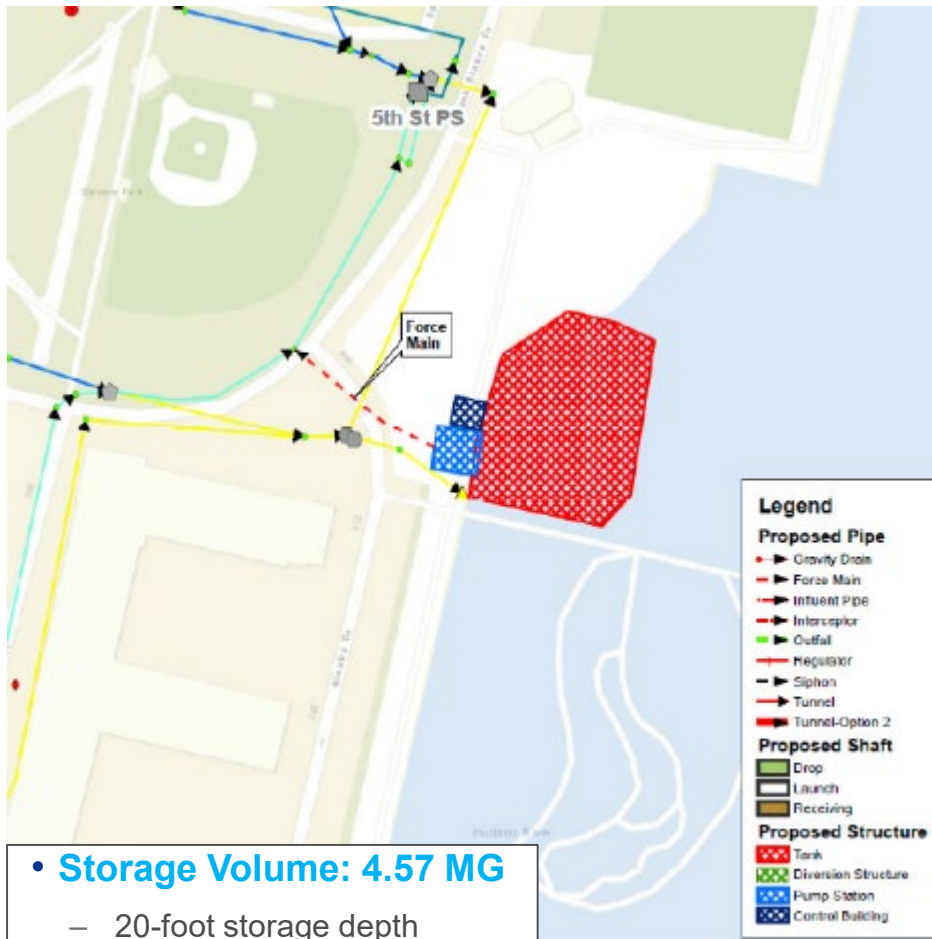 5th St PS
Force
Main
Hudson River
Legend
Proposed Pipe
Gravity Drain
Force Main
Influent Pipe
Interceptor
Outfall
Regulator
Siphon
Tunnel
Tunnel-Option 2
Proposed Shaft
Drop
Launch
Receiving
Proposed Structure
Tank
Diversion Structure
Pump Station
Control Building
• Storage Volume: 4.57 MG
– 20-foot storage depth